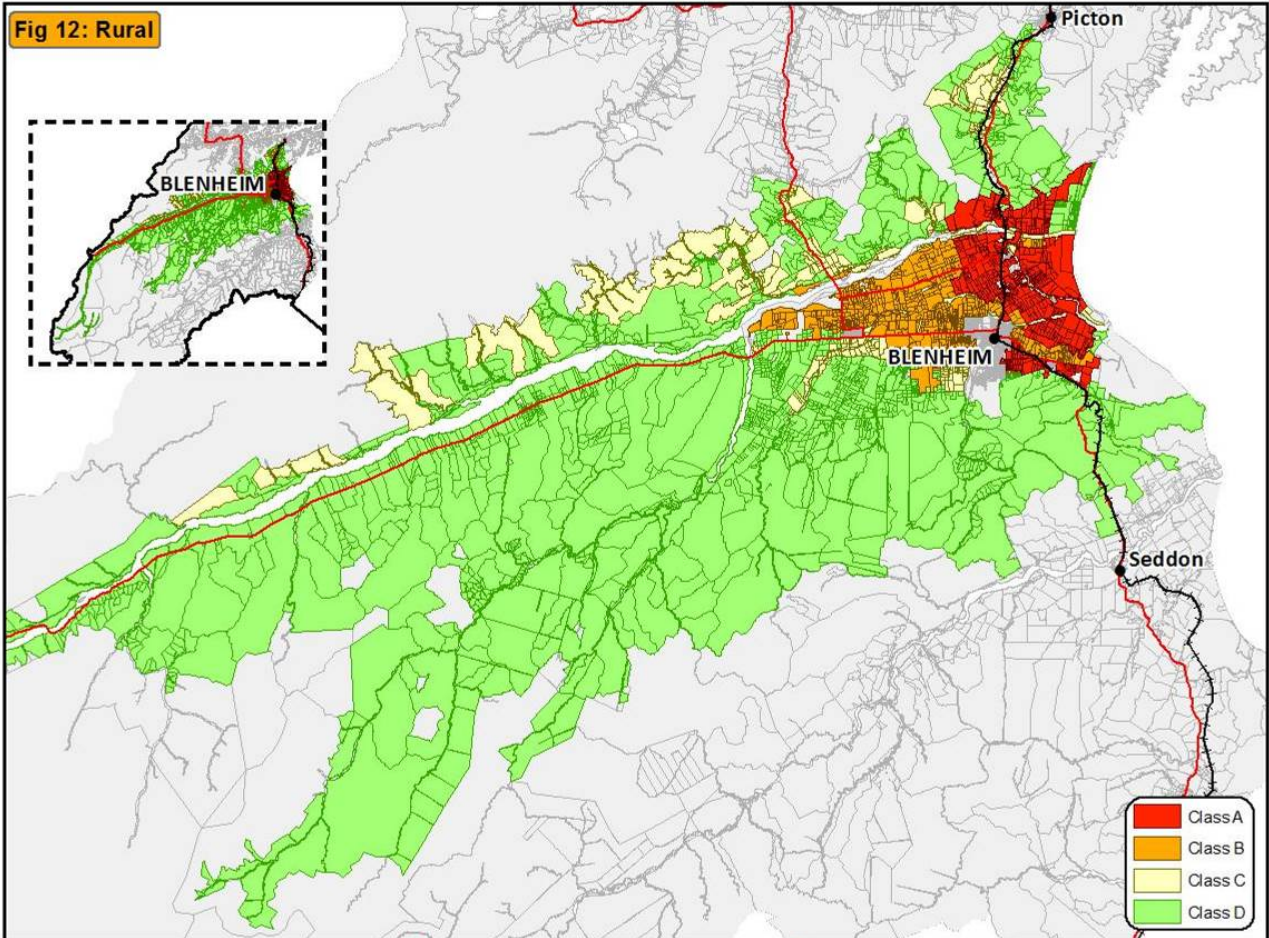 Fig 12: Rural
Picton
BLENHEIM
BLENHEIM
Seddon
Class A
Class B
Class C
Class D